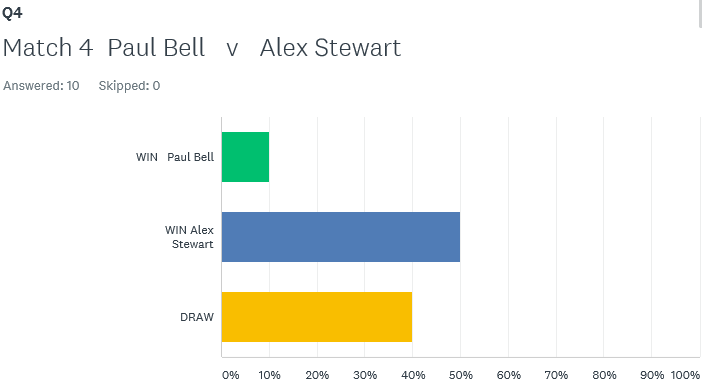 Q4
Match 4 Paul Bell v Alex Stewart
Answered: 10 Skipped: 0
WIN Paul Bell
WIN Alex
Stewart
DRAW
0% 10% 20% 30% 40% 50% 60% 70% 80% 90% 100%